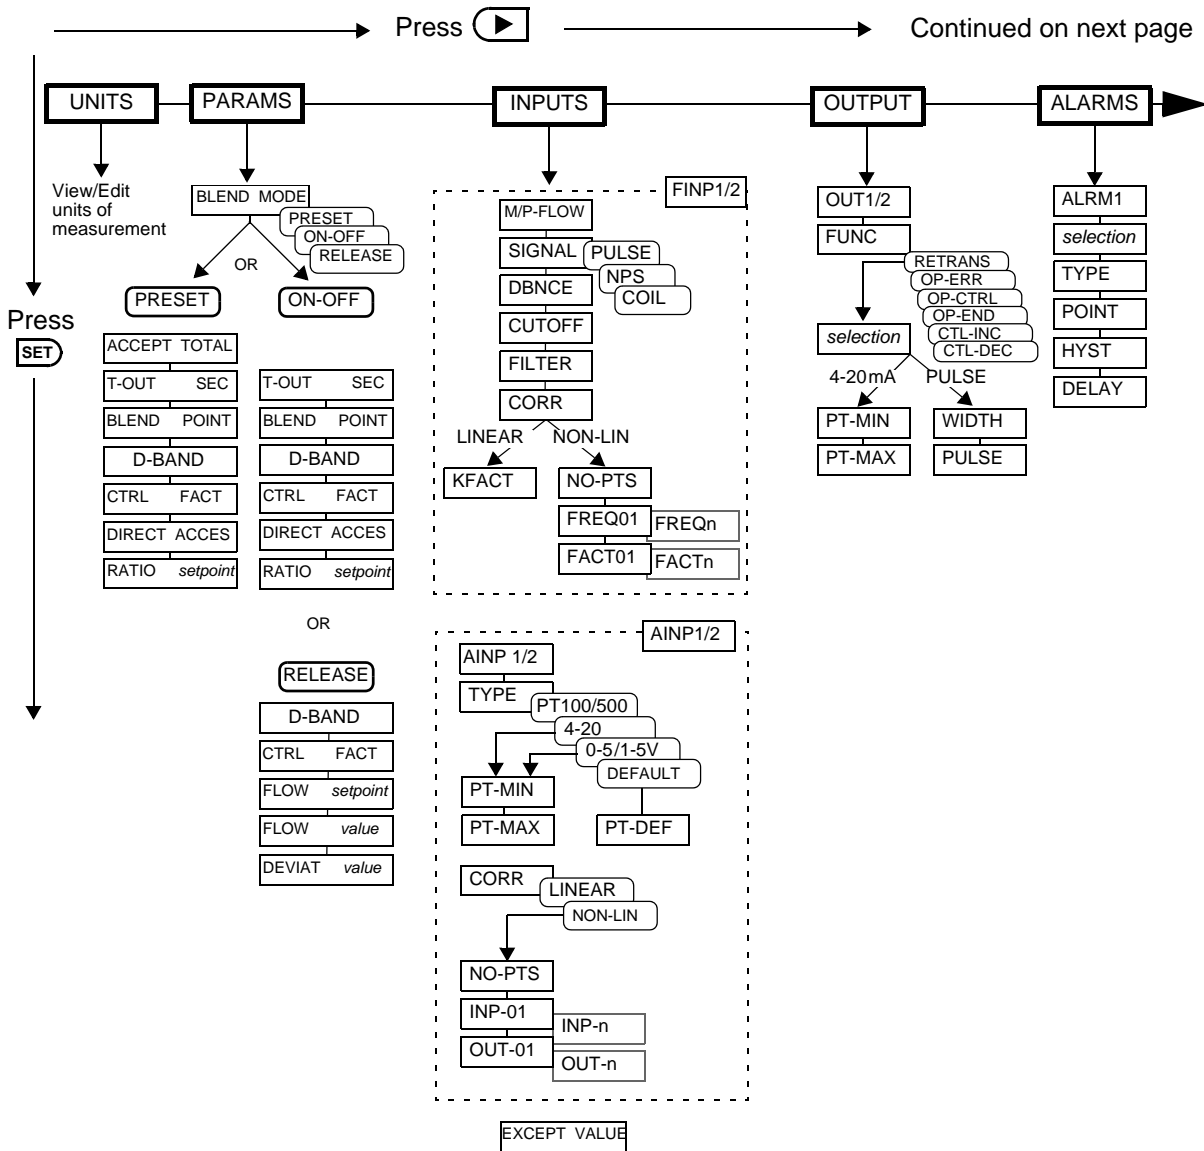 Press
Continued on next page
UNITS
PARAMS
INPUTS
OUTPUT
ALARMS
View/Edit
units of
measurement
BLEND MODE
PRESET
ON-OFF
RELEASE
OR
PRESET
ON-OFF
Press
SET
ACCEPT TOTAL
T-OUT SEC
BLEND POINT
D-BAND
CTRL FACT
DIRECT ACCES
RATIO setpoint
T-OUT SEC
BLEND POINT
D-BAND
CTRL FACT
DIRECT ACCES
RATIO setpoint
OR
RELEASE
D-BAND
CTRL FACT
FLOW setpoint
FLOW value
DEVIAT value
FINP1/2
M/P-FLOW
SIGNAL
PULSE
NPS
COIL
DBNCE
CUTOFF
FILTER
CORR
LINEAR
NON-LIN
KFACT
NO-PTS
FREQ01
FREQn
FACT01
FACTn
AINP1/2
AINP 1/2
TYPE
PT100/500
4-20
0-5/1-5V
DEFAULT
PT-MIN
PT-MAX
PT-DEF
CORR
LINEAR
NON-LIN
NO-PTS
INP-01
INP-n
OUT-01
OUT-n
EXCEPT VALUE
OUT1/2
FUNC
RETRANS
OP-ERR
OP-CTRL
OP-END
CTL-INC
CTL-DEC
selection
4-20mA
PULSE
PT-MIN
PT-MAX
WIDTH
PULSE
ALRM1
selection
TYPE
POINT
HYST
DELAY